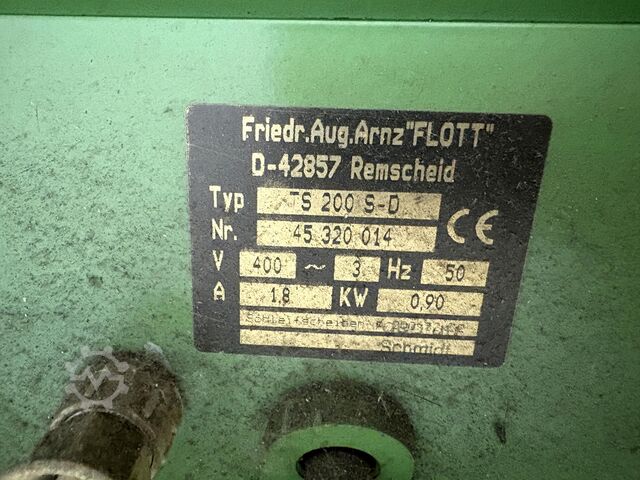 Friedr.Aug.Arnz"FLOTT"
D-42857 Remscheid
Typ TS 200 S-D
Nr. 45 320 014 CE
V 400 ~ 3 Hz 50
A 1,8 KW 0,90
Schleifscheiben
Schmidt